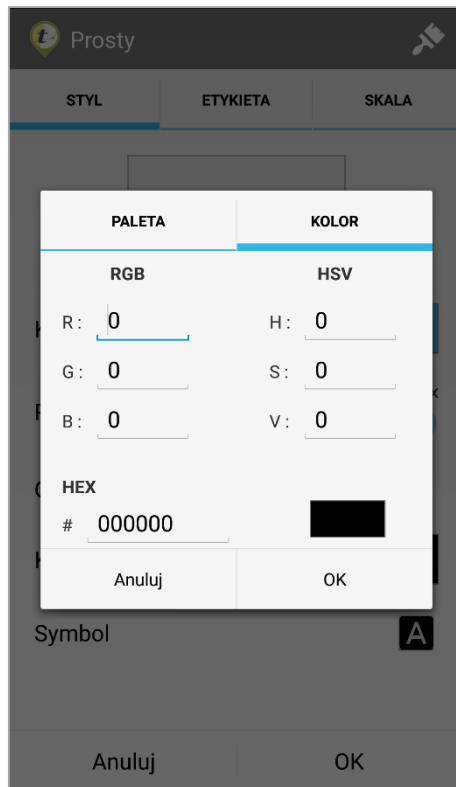 Prosty
STYL ETYKIETA SKALA
PALETA KOLOR
RGB HSV
R: 0 H: 0
G: 0 S: 0
B: 0 V: 0
HEX
# 000000
Anuluj OK
Symbol A
Anuluj OK